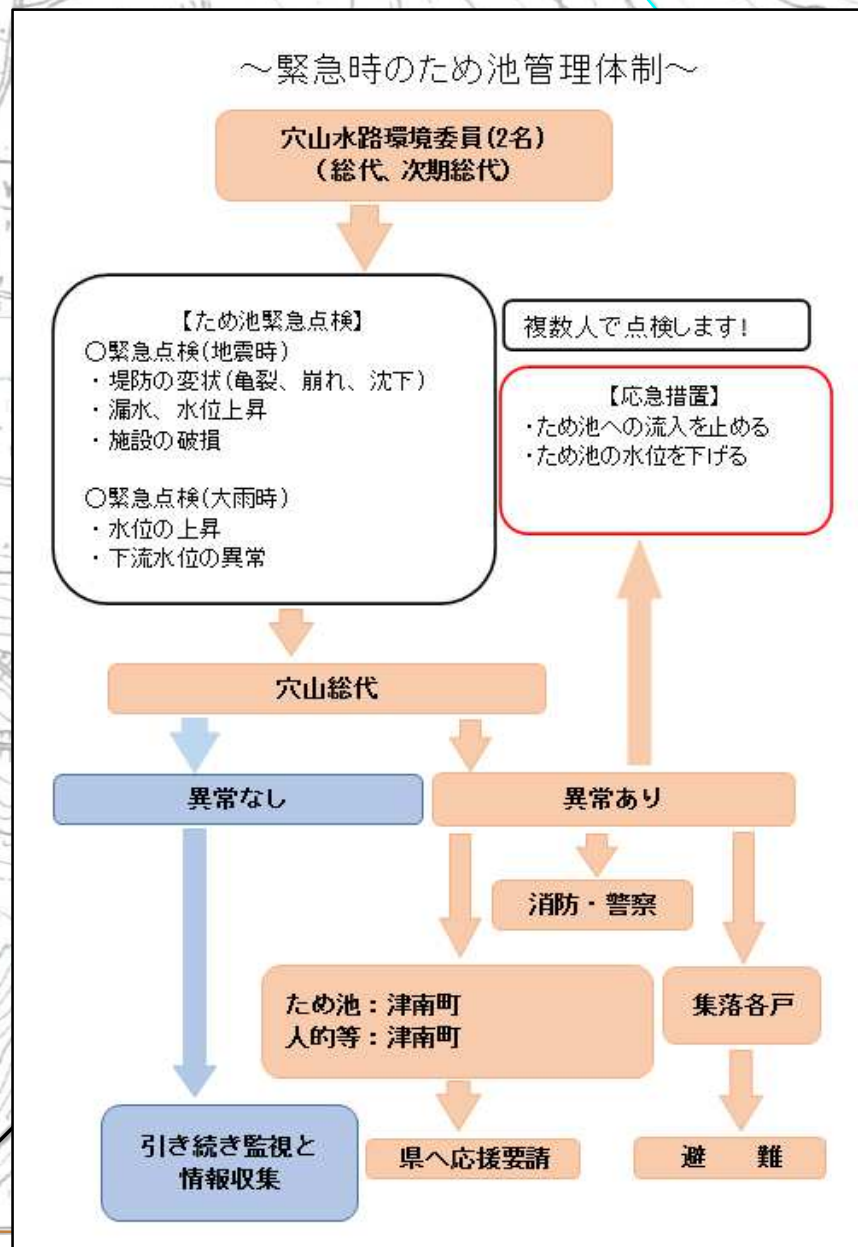 ～緊急時のため池管理体制～
穴山水路環境委員(2名)
(総代、次期総代)
【ため池緊急点検】
○緊急点検(地震時)
・堤防の変状(亀裂、崩れ、沈下)
・漏水、水位上昇
・施設の破損
○緊急点検(大雨時)
・水位の上昇
・下流水位の異常
複数人で点検します!
【応急措置】
・ため池への流入を止める
・ため池の水位を下げる
穴山総代
異常なし
異常あり
消防・警察
ため池：津南町
人的等：津南町
集落各戸
引き続き監視と
情報収集
県へ応援要請
避　難